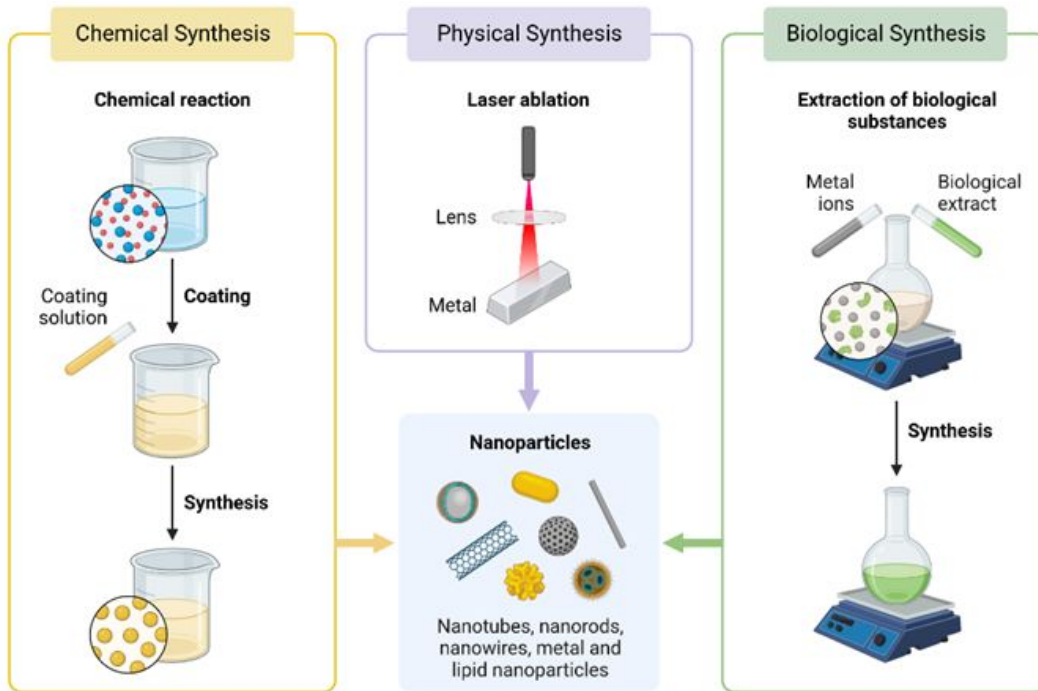 Chemical Synthesis
Chemical reaction
Coating
solution
Coating
Synthesis
Physical Synthesis
Laser ablation
Lens
Metal
Nanoparticles
Nanotubes, nanorods,
nanowires, metal and
lipid nanoparticles
Biological Synthesis
Extraction of biological
substances
Metal
ions
Biological
extract
Synthesis